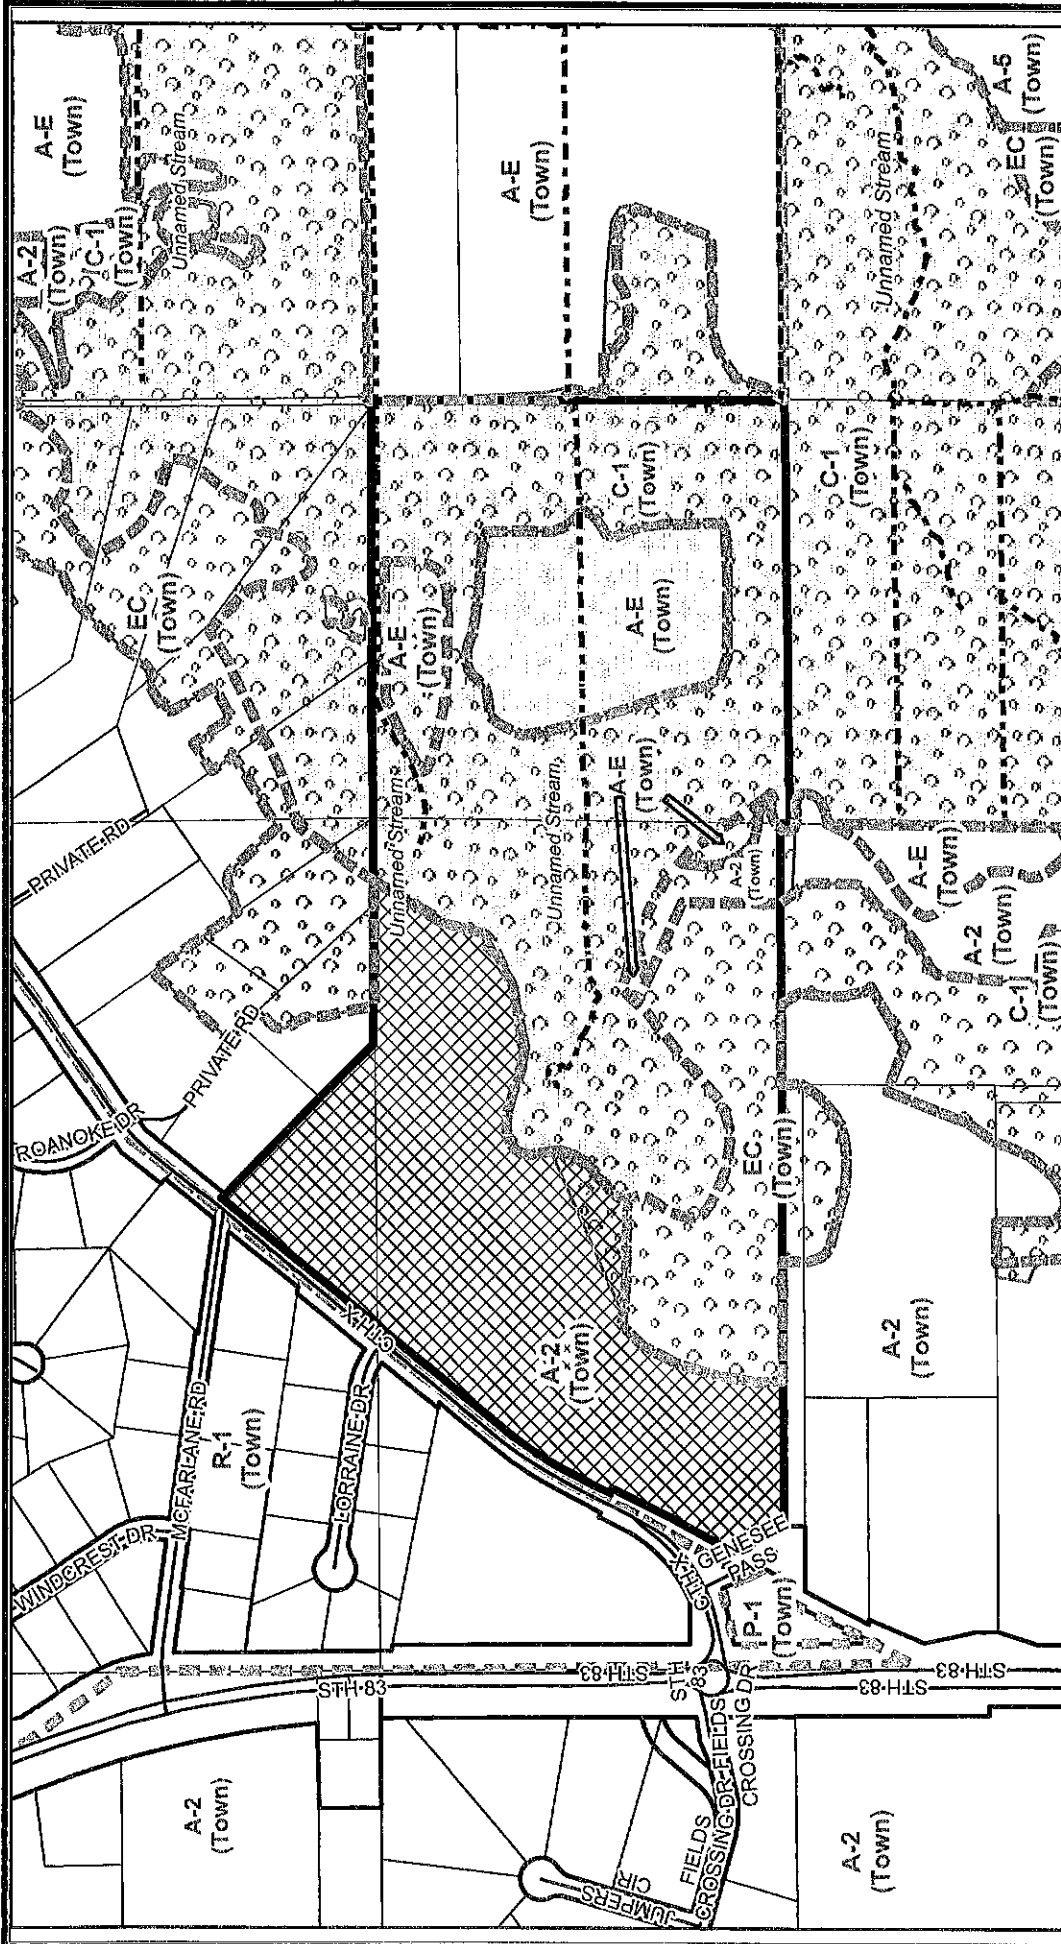 A-E
(Town)
A-2
(Town)
C-1
(Town)
Unnamed Stream
A-E
(Town)
Unnamed Stream
A-5
(Town)
EC
(Town)
EC
(Town)
A-E
(Town)
C-1
(Town)
A-E
(Town)
C-1
(Town)
PRIVATE RD
Unnamed Stream
Unnamed Stream
A-E
(Town)
A-2
(Town)
A-E
(Town)
A-2
(Town)
C-1
(Town)
ROANOKE DR
PRIVATE RD
EC
(Town)
A-2
(Town)
CTH X
A-2
(Town)
MCFARLANE RD
R-1
(Town)
LORRAINE DR
WINDCREST DR
CTH X
GENESEE
PASS
P-1
(Town)
STH 83
STH 83
STH
83
STH 83
STH 83
FIELDS
CROSSING DR
A-2
(Town)
FIELDS
CROSSING DR
JUMPERS
CIR
A-2
(Town)